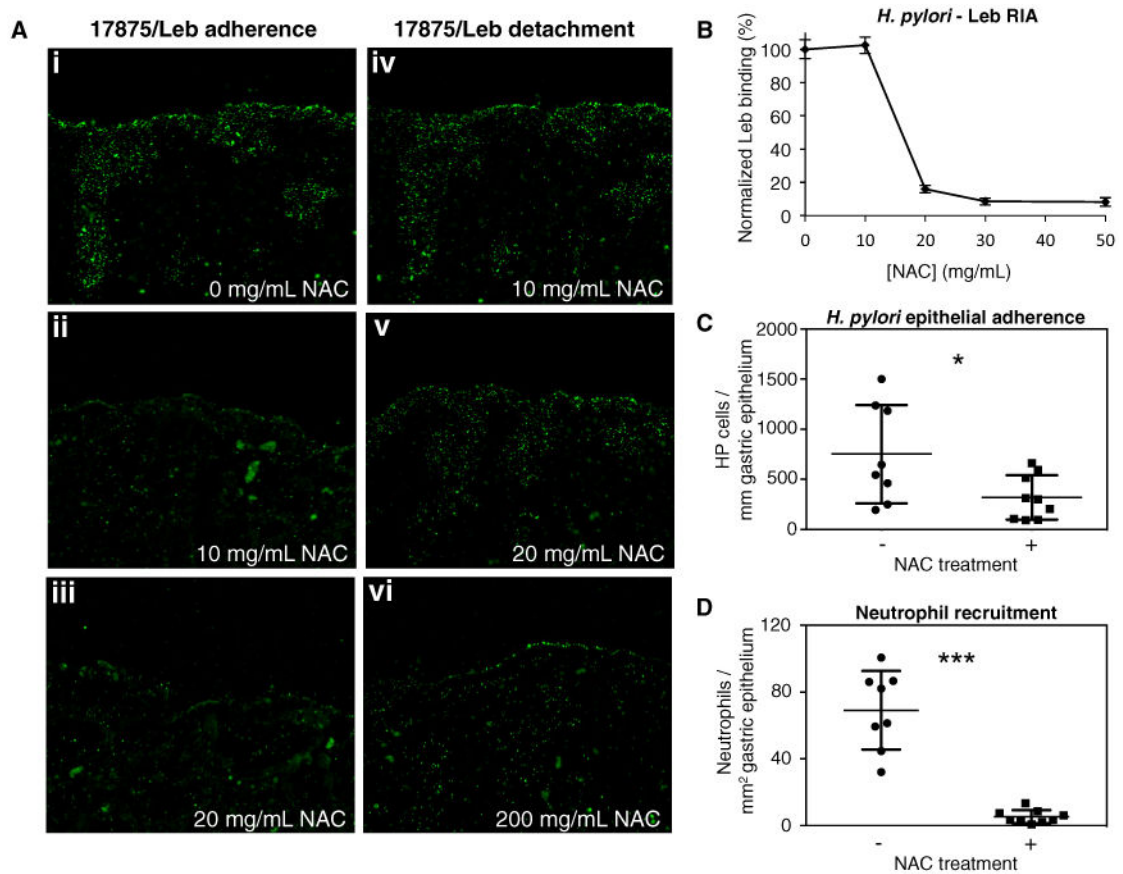 A
17875/Leb adherence
17875/Leb detachment
i
0 mg/mL NAC
iv
10 mg/mL NAC
ii
10 mg/mL NAC
v
20 mg/mL NAC
iii
20 mg/mL NAC
vi
200 mg/mL NAC
B
H. pylori - Leb RIA
Normalized Leb binding (%)
100
80
60
40
20
0
0 10 20 30 40 50
[NAC] (mg/mL)
C
H. pylori epithelial adherence
HP cells /
mm gastric epithelium
2000
1500
1000
500
0
*
- +
NAC treatment
D
Neutrophil recruitment
Neutrophils /
mm² gastric epithelium
120
80
40
0
***
- +
NAC treatment